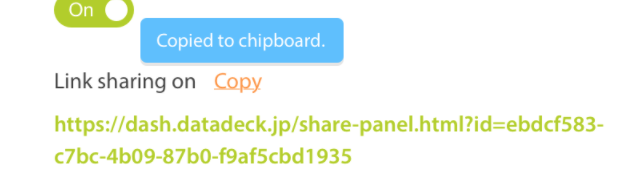 On
Copied to chipboard.
Link sharing on Copy
https://dash.datadeck.jp/share-panel.html?id=ebdcf583-
c7bc-4b09-87b0-f9af5cbd1935